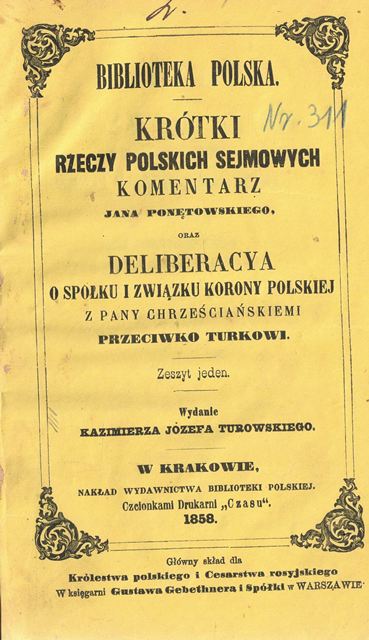 2.
BIBLIOTEKA POLSKA.
Nr. 311
KRÓTKI
RZECZY POLSKICH SEJMOWYCH
KOMENTARZ
JANA PONĘTOWSKIEGO,
ORAZ
DELIBERACYA
O SPOŁKU I ZWIĄZKU KORONY POLSKIEJ
Z PANY CHRZEŚCIAŃSKIEMI
PRZECIWKO TURKOWI.
Zeszyt jeden.
Wydanie
KAZIMIERZA JÓZEFA TUROWSKIEGO.
W KRAKOWIE,
NAKŁAD WYDAWNICTWA BIBLIOTEKI POLSKIEJ.
Czcionkami Drukarni „Czasu“.
1858.
Główny skład dla
Królestwa polskiego i Cesarstwa rosyjskiego
W księgarni Gustawa Gebethnera i Spółki w WARSZAWIE